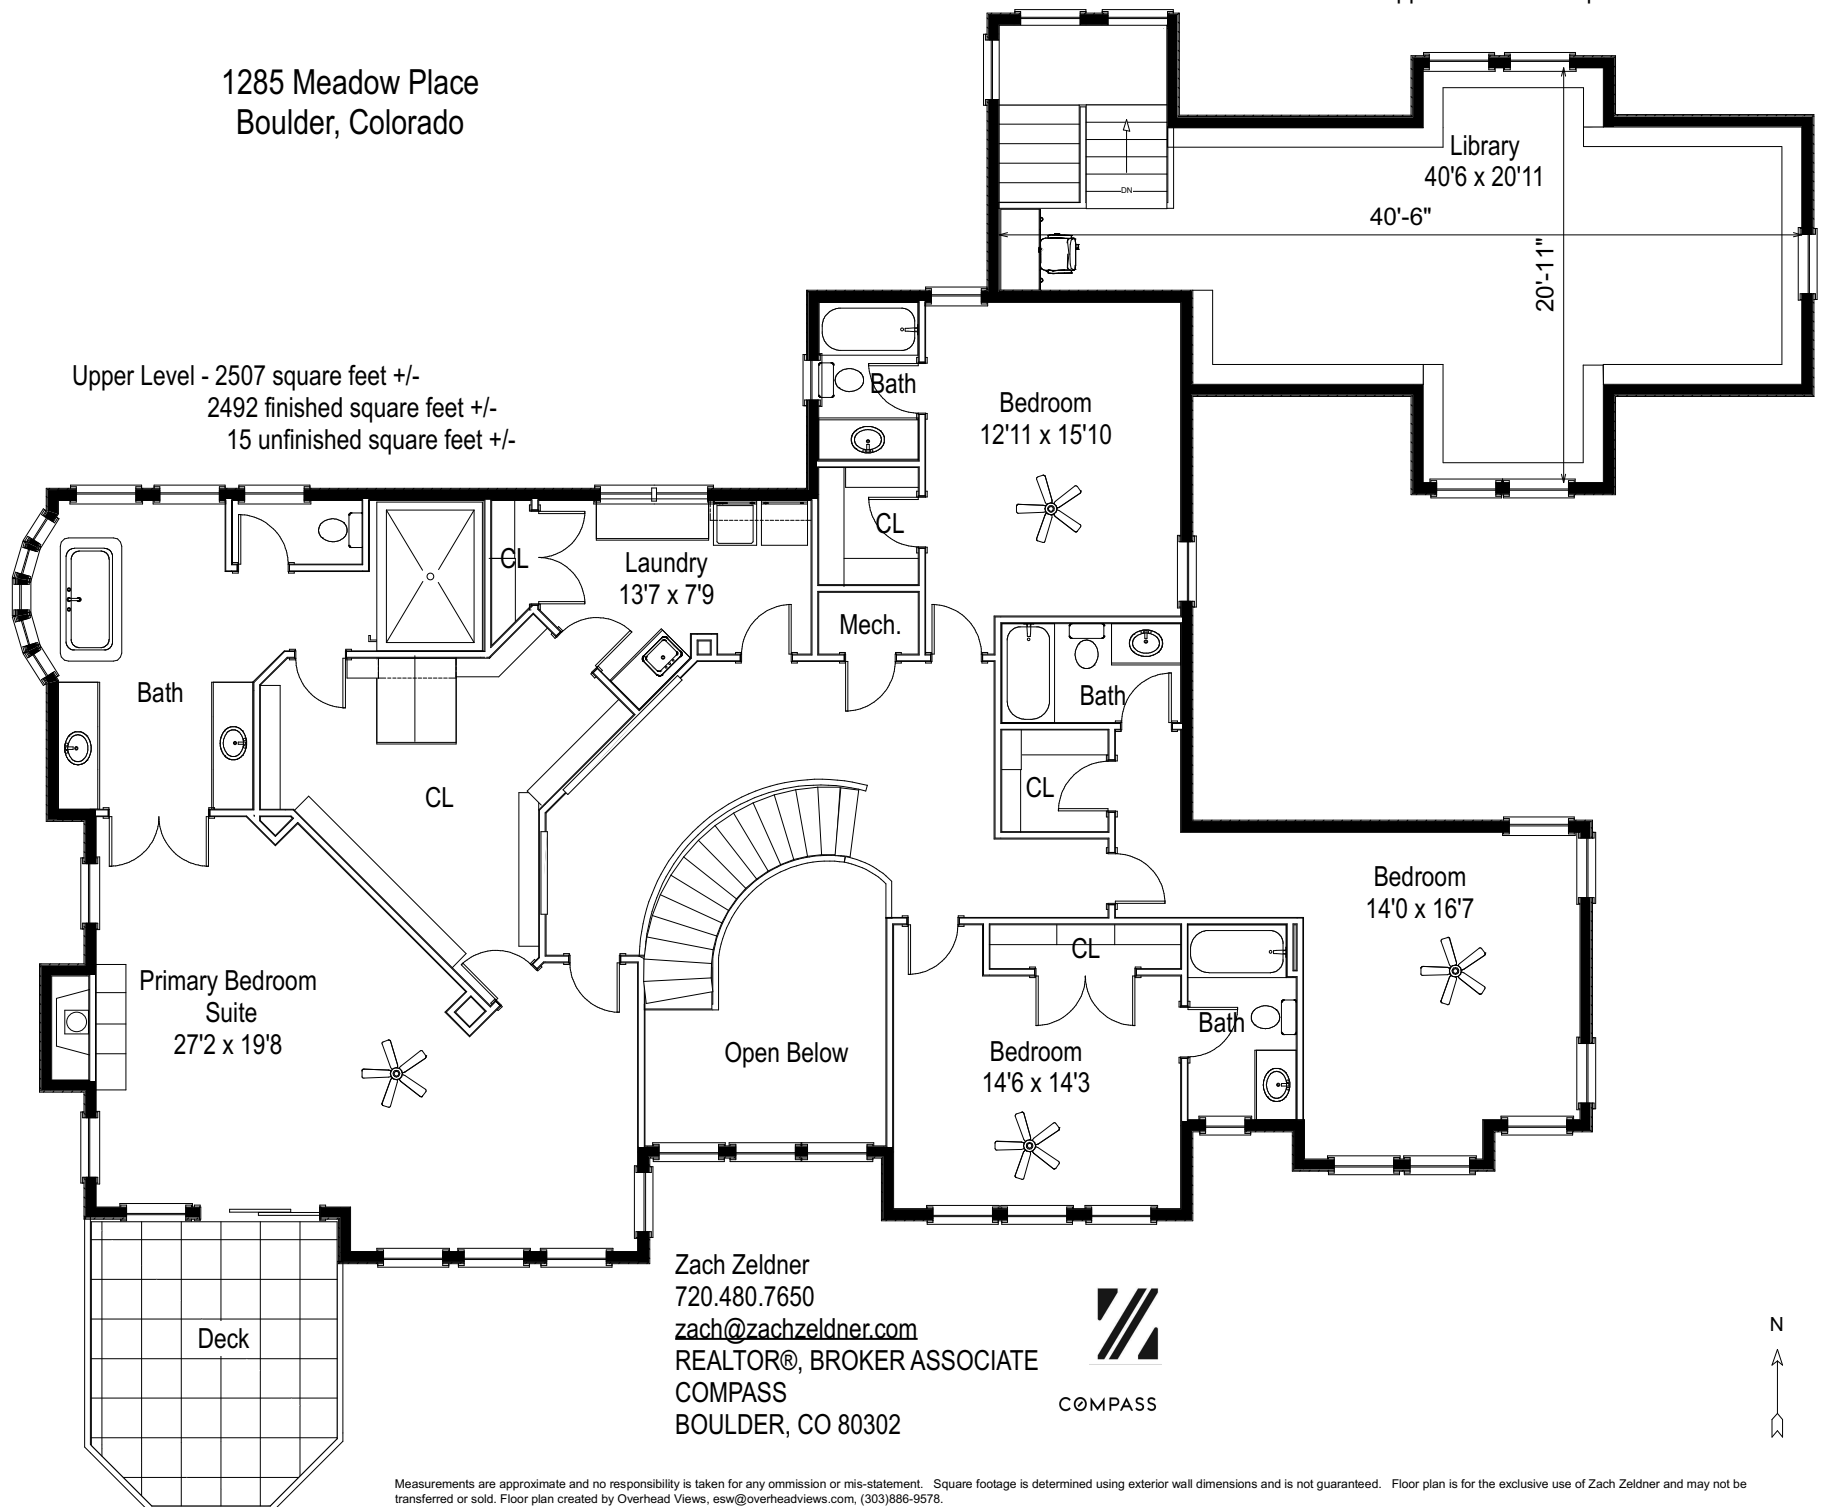 1285 Meadow Place
Boulder, Colorado
Library
40'6 x 20'11
40'-6"
20'-11"
DN
Upper Level - 2507 square feet +/-
2492 finished square feet +/-
15 unfinished square feet +/-
Bath
Bedroom
12'11 x 15'10
CL
CL
Laundry
13'7 x 7'9
Mech.
Bath
Bath
CL
CL
Bedroom
14'0 x 16'7
Primary Bedroom
Suite
27'2 x 19'8
CL
Bath
Open Below
Bedroom
14'6 x 14'3
Deck
Zach Zeldner
720.480.7650
zach@zachzeldner.com
REALTOR®, BROKER ASSOCIATE
COMPASS
BOULDER, CO 80302
COMPASS
N
Measurements are approximate and no responsibility is taken for any ommission or mis-statement. Square footage is determined using exterior wall dimensions and is not guaranteed. Floor plan is for the exclusive use of Zach Zeldner and may not be
transferred or sold. Floor plan created by Overhead Views, esw@overheadviews.com, (303)886-9578.